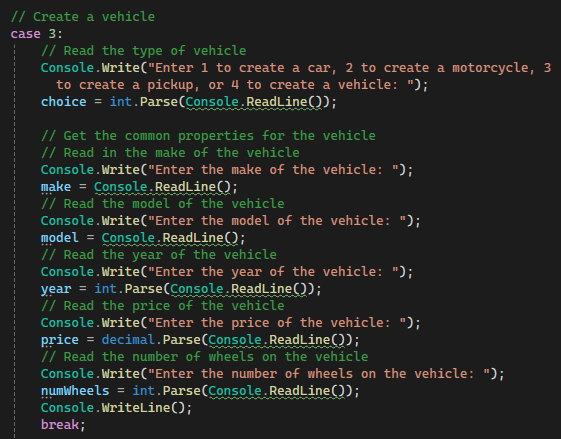 // Create a vehicle
case 3:
// Read the type of vehicle
Console.Write("Enter 1 to create a car, 2 to create a motorcycle, 3
to create a pickup, or 4 to create a vehicle: ");
choice = int.Parse(Console.ReadLine());
// Get the common properties for the vehicle
// Read in the make of the vehicle
Console.Write("Enter the make of the vehicle: ");
make = Console.ReadLine();
// Read the model of the vehicle
Console.Write("Enter the model of the vehicle: ");
model = Console.ReadLine();
// Read the year of the vehicle
Console.Write("Enter the year of the vehicle: ");
year = int.Parse(Console.ReadLine());
// Read the price of the vehicle
Console.Write("Enter the price of the vehicle: ");
price = decimal.Parse(Console.ReadLine());
// Read the number of wheels on the vehicle
Console.Write("Enter the number of wheels on the vehicle: ");
numWheels = int.Parse(Console.ReadLine());
Console.WriteLine();
break;